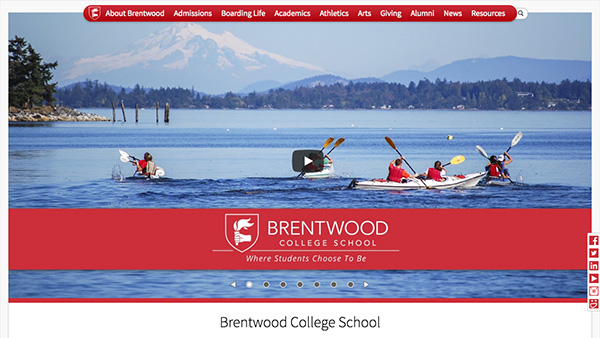 About Brentwood Admissions Boarding Life Academics Athletics Arts Giving Alumni News Resources
BRENTWOOD
COLLEGE SCHOOL
Where Students Choose To Be
Brentwood College School